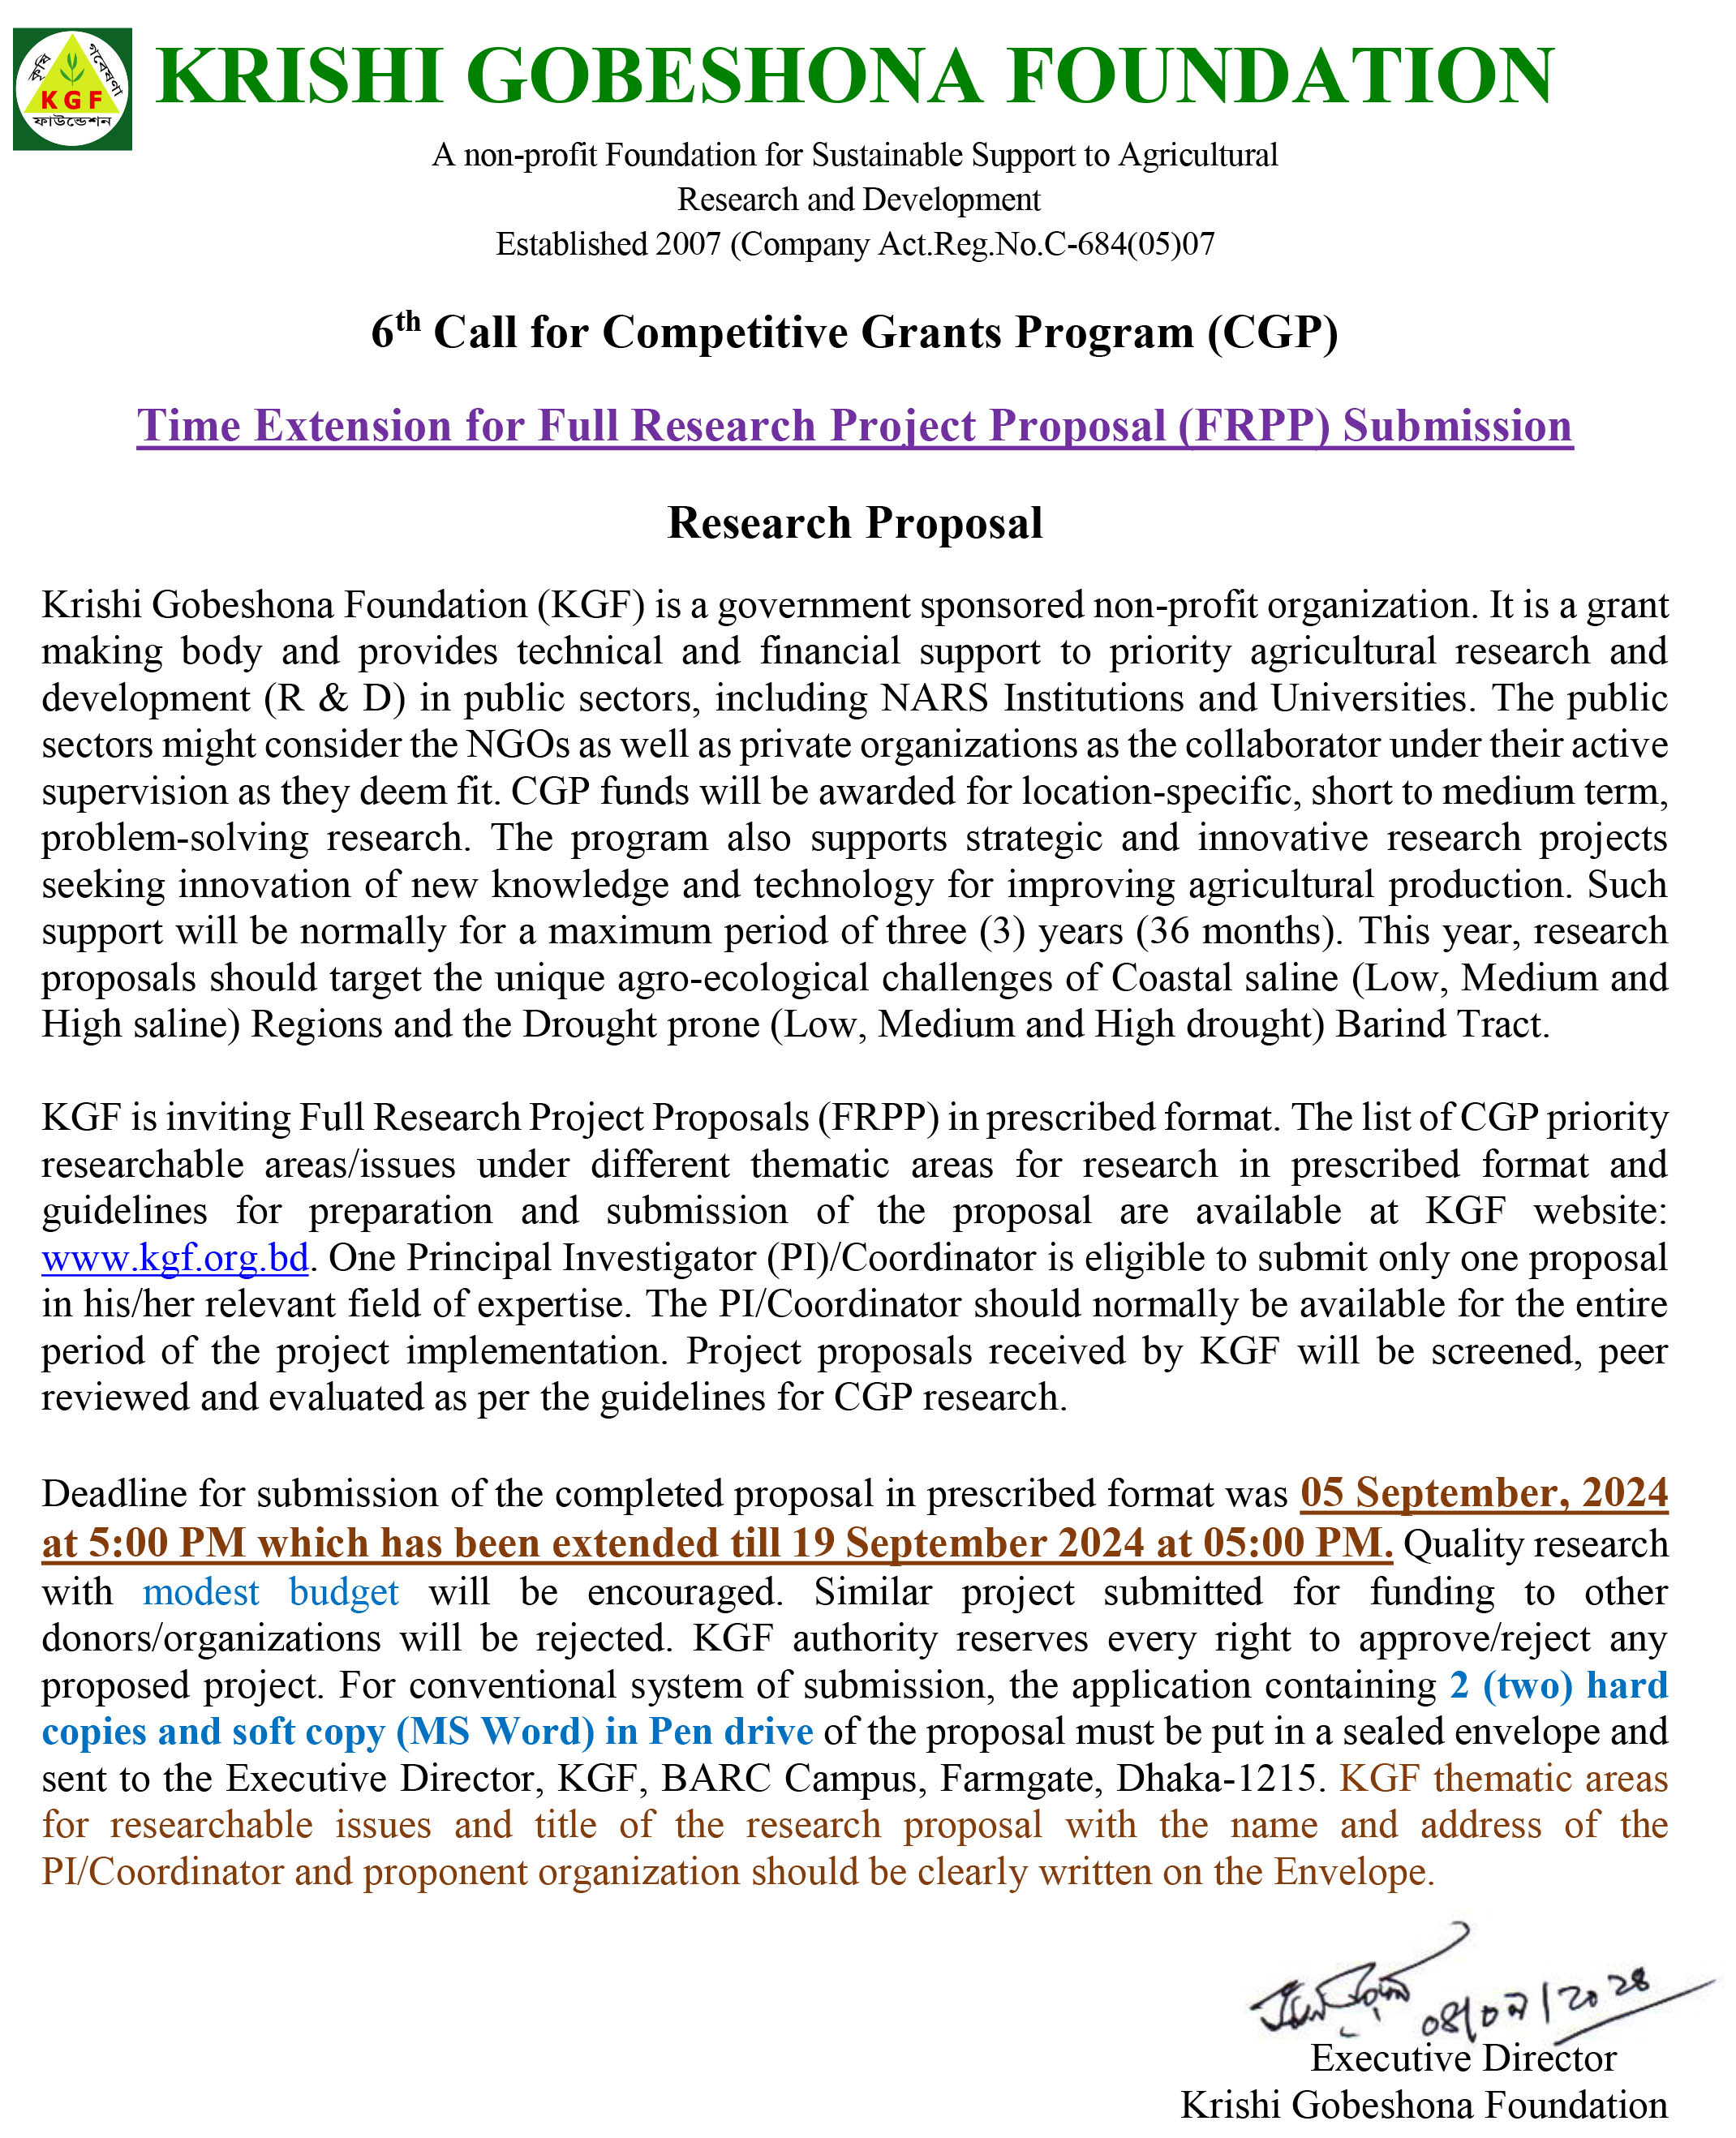 কৃষি গবেষণা
KGF
ফাউন্ডেশন
KRISHI GOBESHONA FOUNDATION
A non-profit Foundation for Sustainable Support to Agricultural
Research and Development
Established 2007 (Company Act.Reg.No.C-684(05)07
6th Call for Competitive Grants Program (CGP)
Time Extension for Full Research Project Proposal (FRPP) Submission
Research Proposal
Krishi Gobeshona Foundation (KGF) is a government sponsored non-profit organization. It is a grant
making body and provides technical and financial support to priority agricultural research and
development (R & D) in public sectors, including NARS Institutions and Universities. The public
sectors might consider the NGOs as well as private organizations as the collaborator under their active
supervision as they deem fit. CGP funds will be awarded for location-specific, short to medium term,
problem-solving research. The program also supports strategic and innovative research projects
seeking innovation of new knowledge and technology for improving agricultural production. Such
support will be normally for a maximum period of three (3) years (36 months). This year, research
proposals should target the unique agro-ecological challenges of Coastal saline (Low, Medium and
High saline) Regions and the Drought prone (Low, Medium and High drought) Barind Tract.
KGF is inviting Full Research Project Proposals (FRPP) in prescribed format. The list of CGP priority
researchable areas/issues under different thematic areas for research in prescribed format and
guidelines for preparation and submission of the proposal are available at KGF website:
www.kgf.org.bd. One Principal Investigator (PI)/Coordinator is eligible to submit only one proposal
in his/her relevant field of expertise. The PI/Coordinator should normally be available for the entire
period of the project implementation. Project proposals received by KGF will be screened, peer
reviewed and evaluated as per the guidelines for CGP research.
Deadline for submission of the completed proposal in prescribed format was 05 September, 2024
at 5:00 PM which has been extended till 19 September 2024 at 05:00 PM. Quality research
with modest budget will be encouraged. Similar project submitted for funding to other
donors/organizations will be rejected. KGF authority reserves every right to approve/reject any
proposed project. For conventional system of submission, the application containing 2 (two) hard
copies and soft copy (MS Word) in Pen drive of the proposal must be put in a sealed envelope and
sent to the Executive Director, KGF, BARC Campus, Farmgate, Dhaka-1215. KGF thematic areas
for researchable issues and title of the research proposal with the name and address of the
PI/Coordinator and proponent organization should be clearly written on the Envelope.
০৪/০৯/২০২৪
Executive Director
Krishi Gobeshona Foundation